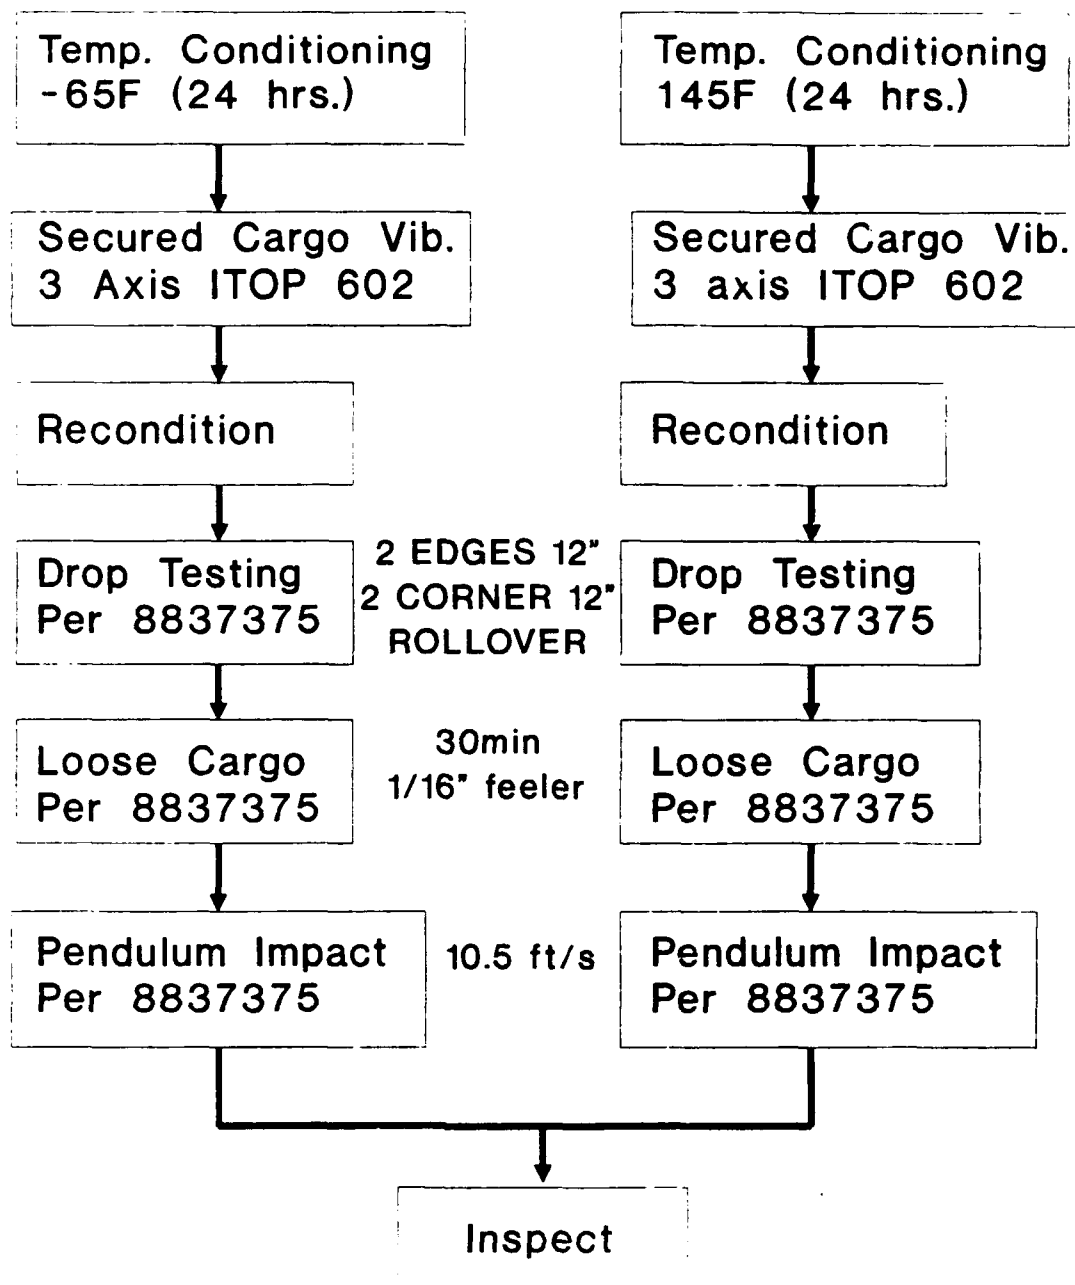 Temp. Conditioning
-65F (24 hrs.)
Temp. Conditioning
145F (24 hrs.)
Secured Cargo Vib.
3 Axis ITOP 602
Secured Cargo Vib.
3 axis ITOP 602
Recondition
Recondition
Drop Testing
Per 8837375
2 EDGES 12"
2 CORNER 12"
ROLLOVER
Drop Testing
Per 8837375
Loose Cargo
Per 8837375
30min
1/16" feeler
Loose Cargo
Per 8837375
Pendulum Impact
Per 8837375
10.5 ft/s
Pendulum Impact
Per 8837375
Inspect